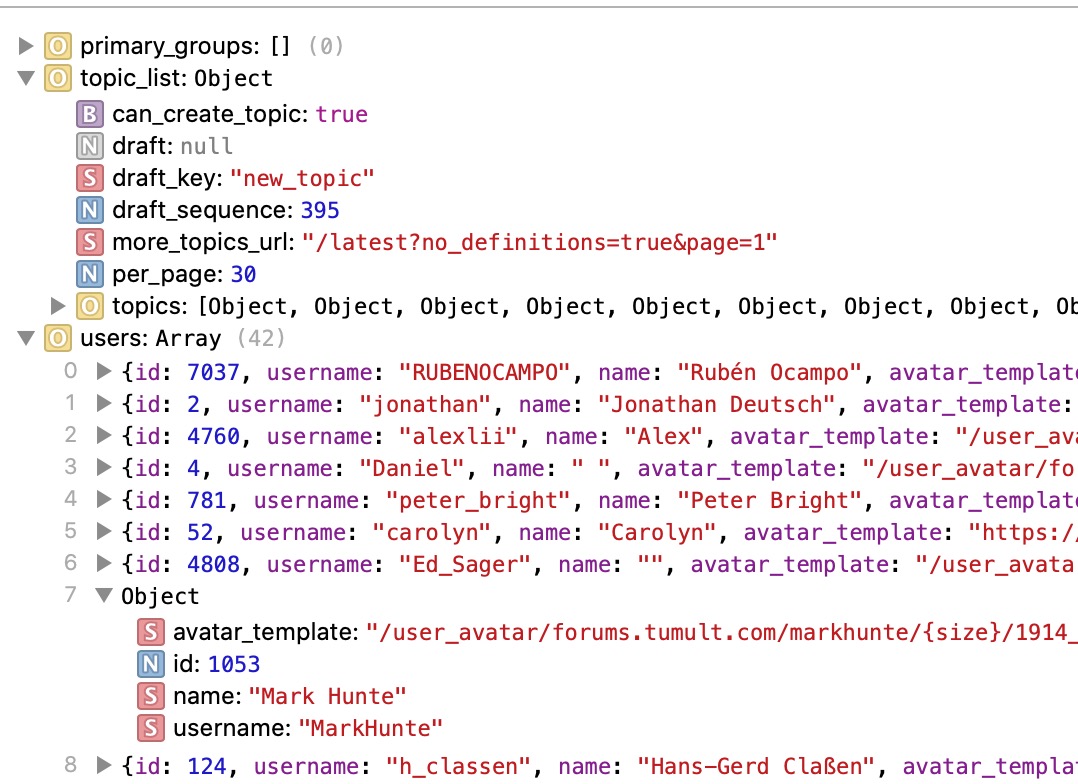 O primary_groups: [] (0)
O topic_list: Object
B can_create_topic: true
N draft: null
S draft_key: "new_topic"
N draft_sequence: 395
S more_topics_url: "/latest?no_definitions=true&page=1"
N per_page: 30
O topics: [Object, Object, Object, Object, Object, Object, Object, Object, Ob
O users: Array (42)
0 {id: 7037, username: "RUBENOCAMPO", name: "Rubén Ocampo", avatar_template
1 {id: 2, username: "jonathan", name: "Jonathan Deutsch", avatar_template:
2 {id: 4760, username: "alexlii", name: "Alex", avatar_template: "/user_ava
3 {id: 4, username: "Daniel", name: " ", avatar_template: "/user_avatar/fo
4 {id: 781, username: "peter_bright", name: "Peter Bright", avatar_template
5 {id: 52, username: "carolyn", name: "Carolyn", avatar_template: "https:/
6 {id: 4808, username: "Ed_Sager", name: "", avatar_template: "/user_avata
7 Object
S avatar_template: "/user_avatar/forums.tumult.com/markhunte/{size}/1914_
N id: 1053
S name: "Mark Hunte"
S username: "MarkHunte"
8 {id: 124, username: "h_classen", name: "Hans-Gerd Claßen", avatar_templat